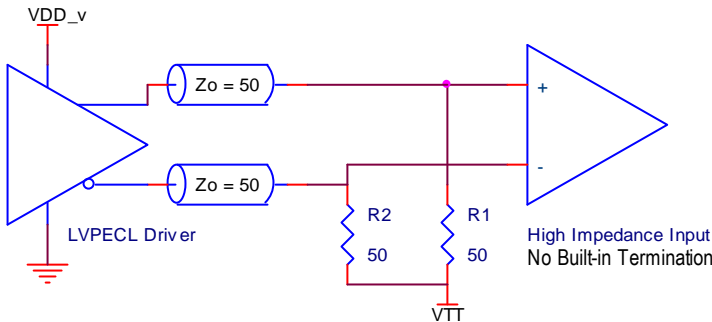 VDD_v
Zo = 50
+
Zo = 50
-
R2
R1
LVPECL Driver
50
50
High Impedance Input
No Built-in Termination
VTT